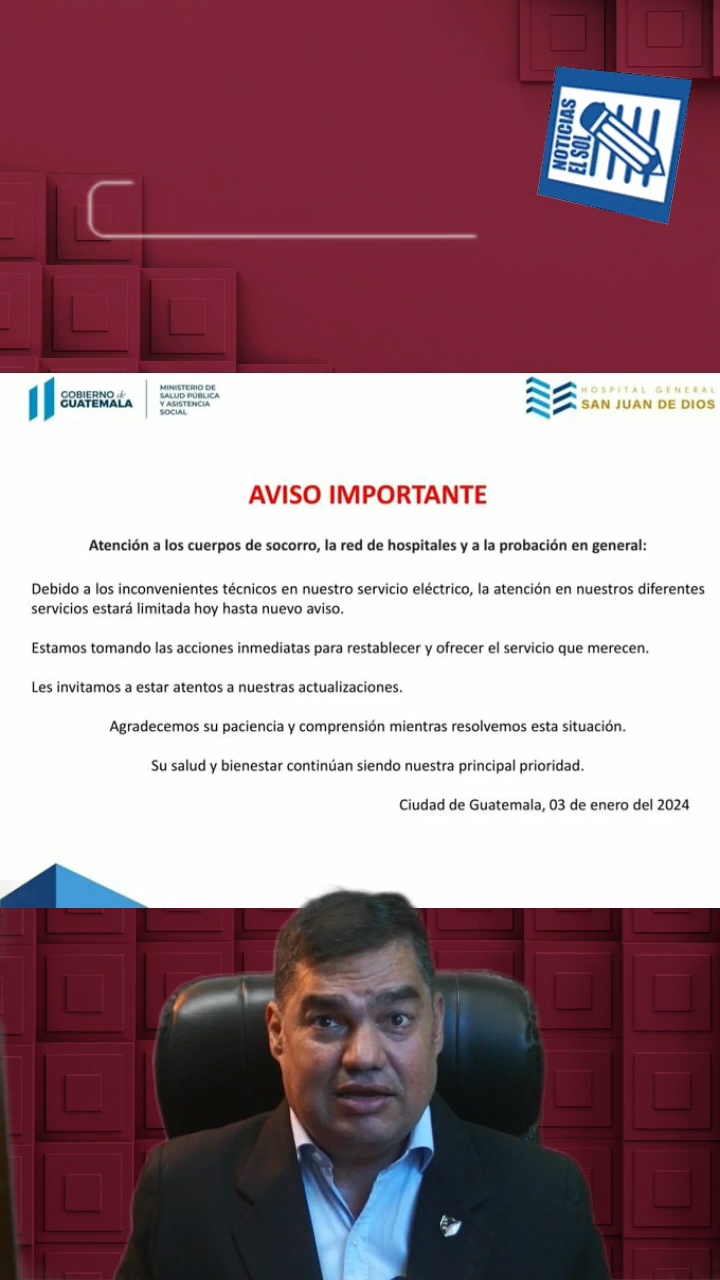 NOTICIAS
EL SOL
GOBIERNO de
GUATEMALA
MINISTERIO DE
SALUD PÚBLICA
Y ASISTENCIA
SOCIAL
HOSPITAL GENERAL
SAN JUAN DE DIOS
AVISO IMPORTANTE
Atención a los cuerpos de socorro, la red de hospitales y a la probación en general:
Debido a los inconvenientes técnicos en nuestro servicio eléctrico, la atención en nuestros diferentes
servicios estará limitada hoy hasta nuevo aviso.
Estamos tomando las acciones inmediatas para restablecer y ofrecer el servicio que merecen.
Les invitamos a estar atentos a nuestras actualizaciones.
Agradecemos su paciencia y comprensión mientras resolvemos esta situación.
Su salud y bienestar continúan siendo nuestra principal prioridad.
Ciudad de Guatemala, 03 de enero del 2024